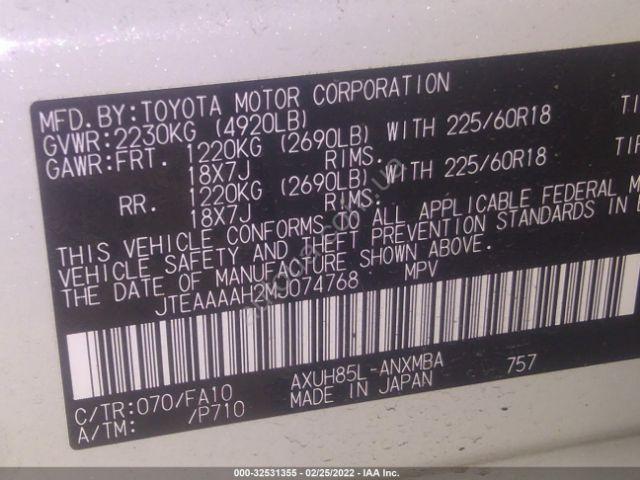 MFD.BY:TOYOTA MOTOR CORPORATION
GVWR:2230KG (4920LB)
GAWR:FRT. 1220KG (2690LB) WITH 225/60R18 TI
18X7J RIMS.
RR. 1220KG (2690LB) WITH 225/60R18 TIR
18X7J RIMS:
THIS VEHICLE CONFORMS TO ALL APPLICABLE FEDERAL M
VEHICLE SAFETY AND THEFT PREVENTION STANDARDS IN E
THE DATE OF MANUFACTURE SHOWN ABOVE.
JTEAAAAH2MJ074768 MPV
C/TR:070/FA10 AXUH85L-ANXMBA 757
A/TM: /P710 MADE IN JAPAN
000-32531355 - 02/25/2022 - IAA Inc.